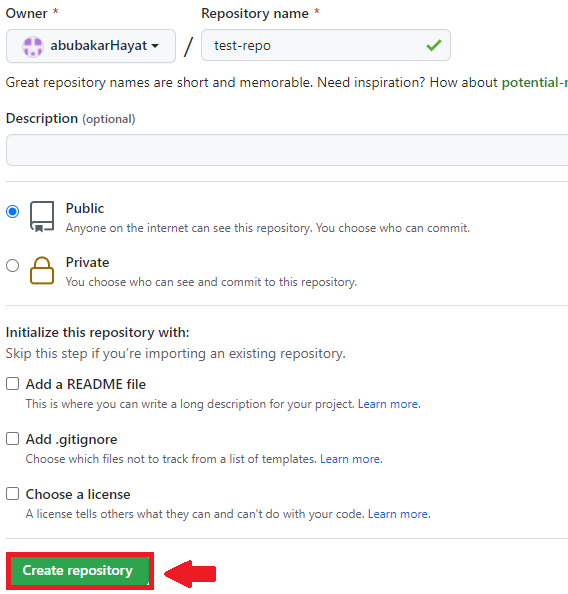 Owner * Repository name *
abubakarHayat / test-repo
Great repository names are short and memorable. Need inspiration? How about potential-
Description (optional)
Public
Anyone on the internet can see this repository. You choose who can commit.
Private
You choose who can see and commit to this repository.
Initialize this repository with:
Skip this step if you're importing an existing repository.
Add a README file
This is where you can write a long description for your project. Learn more.
Add .gitignore
Choose which files not to track from a list of templates. Learn more.
Choose a license
A license tells others what they can and can't do with your code. Learn more.
Create repository